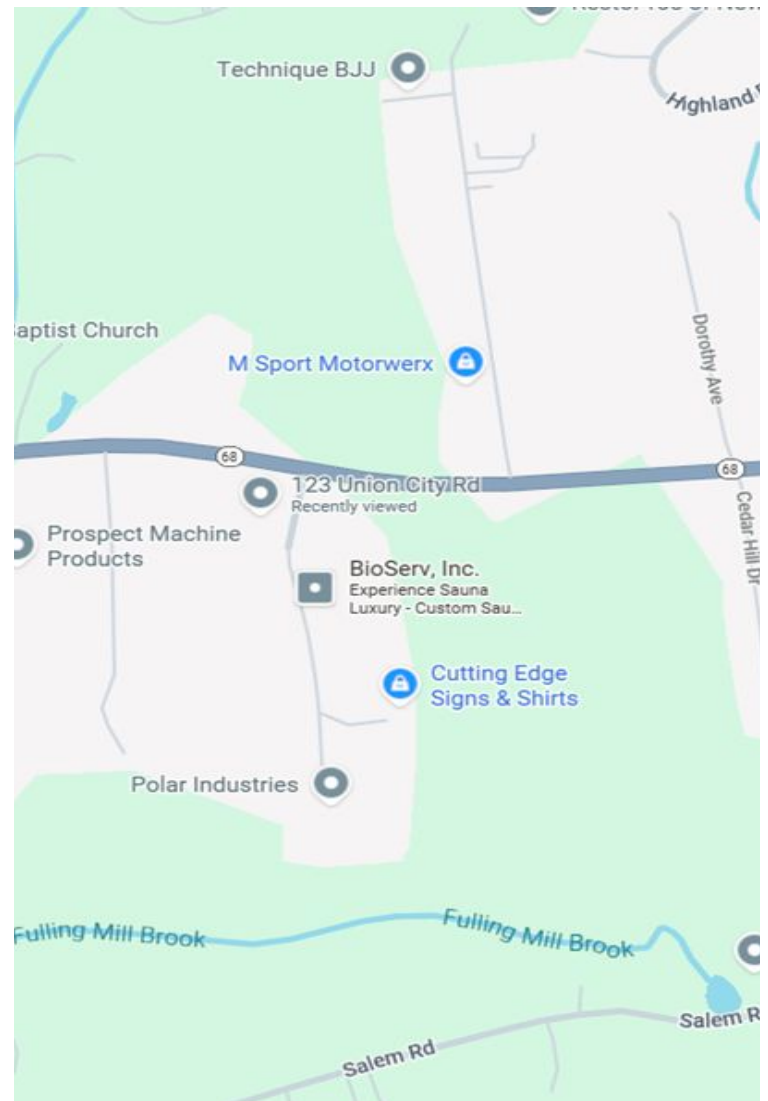 Technique BJJ
Highland
Dorothy Ave
Baptist Church
M Sport Motorwerx
68
68
123 Union City Rd
Recently viewed
Cedar Hill Dr
Prospect Machine
Products
BioServ, Inc.
Experience Sauna
Luxury - Custom Sau...
Cutting Edge
Signs & Shirts
Polar Industries
Fulling Mill Brook
Fulling Mill Brook
Salem R
Salem Rd